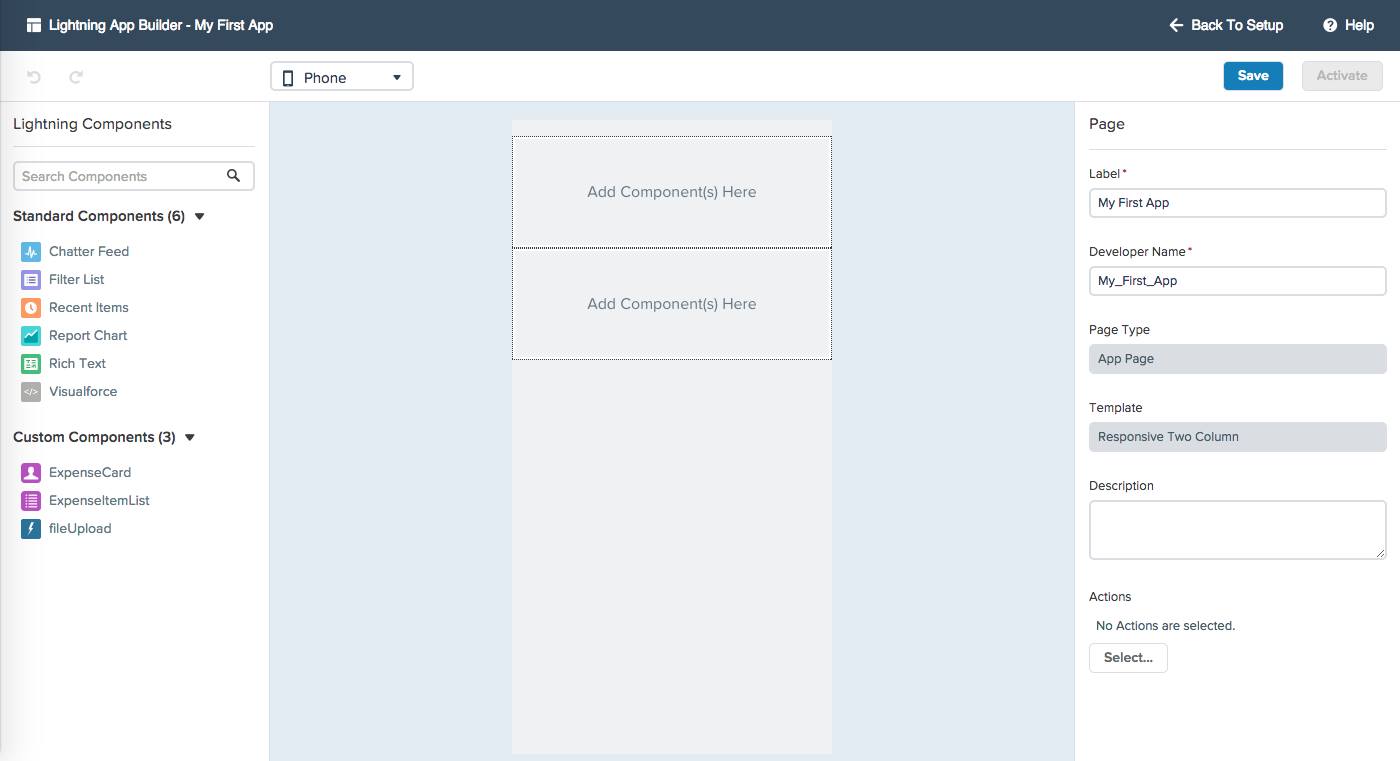 Lightning App Builder - My First App
Back To Setup
Help
Phone
Save
Activate
Lightning Components
Search Components
Standard Components (6)
Chatter Feed
Filter List
Recent Items
Report Chart
Rich Text
</>
Visualforce
Custom Components (3)
ExpenseCard
ExpenseItemList
fileUpload
Add Component(s) Here
Add Component(s) Here
Page
Label*
My First App
Developer Name*
My_First_App
Page Type
App Page
Template
Responsive Two Column
Description
Actions
No Actions are selected.
Select...